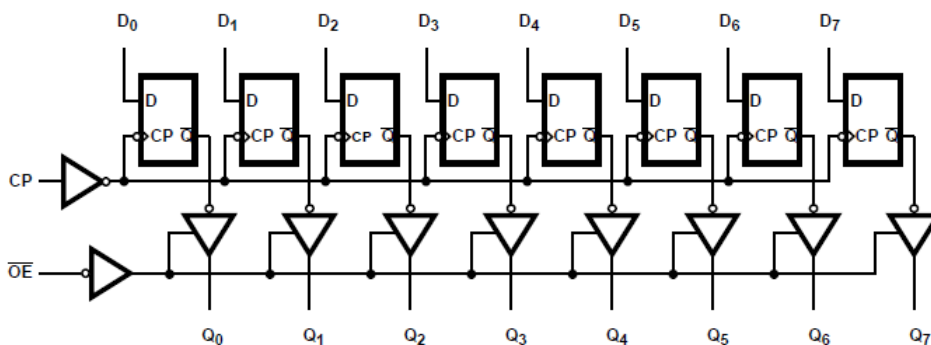 D0 D1 D2 D3 D4 D5 D6 D7
D D D D D D D D
CP Q̅ CP Q̅ CP Q̅ CP Q̅ CP Q̅ CP Q̅ CP Q̅ CP Q̅
CP
O̅E̅
Q0 Q1 Q2 Q3 Q4 Q5 Q6 Q7